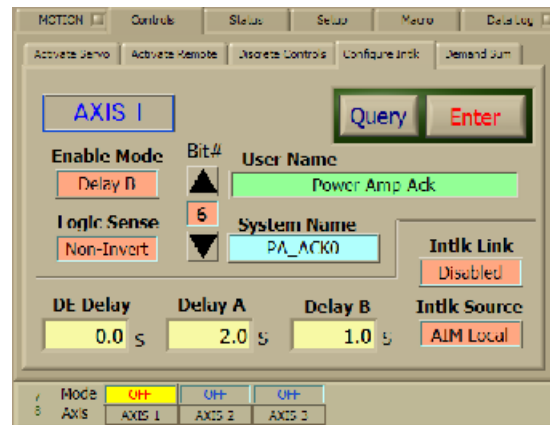 MOTION Controls Status Setup Macro Data Log
Activate Servo Activate Remote Discrete Controls Configure Intlk Demand Sum
AXIS 1 Query Enter
Enable Mode Bit# User Name
Delay B Power Amp Ack
Logic Sense 6 System Name
Non-Invert PA_ACK0 Intlk Link
Disabled
DE Delay Delay A Delay B Intlk Source
0.0 s 2.0 s 1.0 s AIM Local
Mode OFF OFF OFF
8 Axis AXIS 1 AXIS 2 AXIS 3